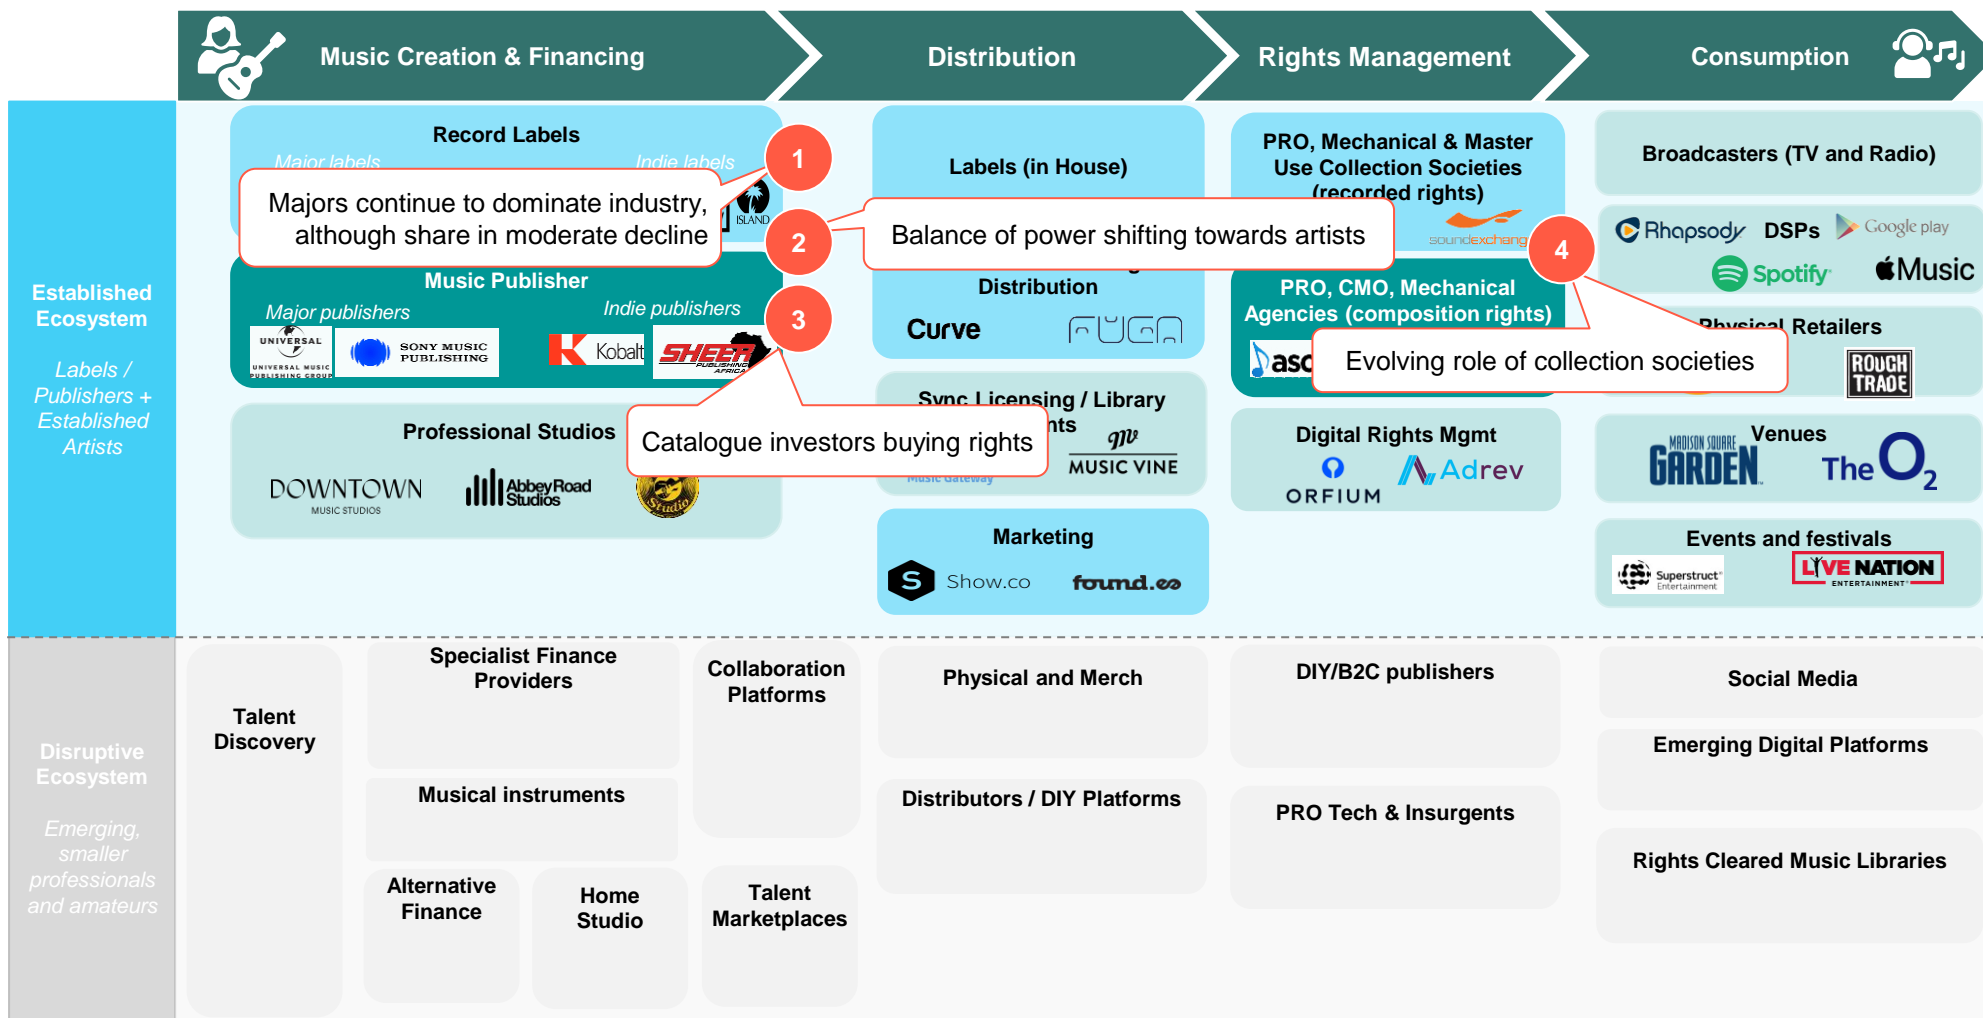 Music Creation & Financing
Distribution
Rights Management
Consumption
Established
Ecosystem
Labels /
Publishers +
Established
Artists
Record Labels
Major labels
Indie labels
ISLAND
1
Majors continue to dominate industry,
although share in moderate decline
2
Balance of power shifting towards artists
Music Publisher
Major publishers
Indie publishers
UNIVERSAL
UNIVERSAL MUSIC
PUBLISHING GROUP
SONY MUSIC
PUBLISHING
Kobalt
SHEER
PUBLISHING
AFRICA
3
Catalogue investors buying rights
Professional Studios
DOWNTOWN
MUSIC STUDIOS
AbbeyRoad
Studios
Studio
Labels (in House)
Distribution
Curve
FUGA
Sync Licensing / Library
Music Gateway
MUSIC VINE
Marketing
S
Show.co
found.ee
PRO, Mechanical & Master
Use Collection Societies
(recorded rights)
soundexchang
4
Evolving role of collection societies
PRO, CMO, Mechanical
Agencies (composition rights)
asc
Digital Rights Mgmt
ORFIUM
Adrev
Broadcasters (TV and Radio)
Rhapsody
DSPs
Google play
Spotify
Music
Physical Retailers
ROUGH
TRADE
Venues
MADISON SQUARE
GARDEN
The O2
Events and festivals
Superstruct
Entertainment
LIVE NATION
ENTERTAINMENT
Disruptive
Ecosystem
Emerging,
smaller
professionals
and amateurs
Talent
Discovery
Specialist Finance
Providers
Musical instruments
Alternative
Finance
Home
Studio
Collaboration
Platforms
Talent
Marketplaces
Physical and Merch
Distributors / DIY Platforms
DIY/B2C publishers
PRO Tech & Insurgents
Social Media
Emerging Digital Platforms
Rights Cleared Music Libraries